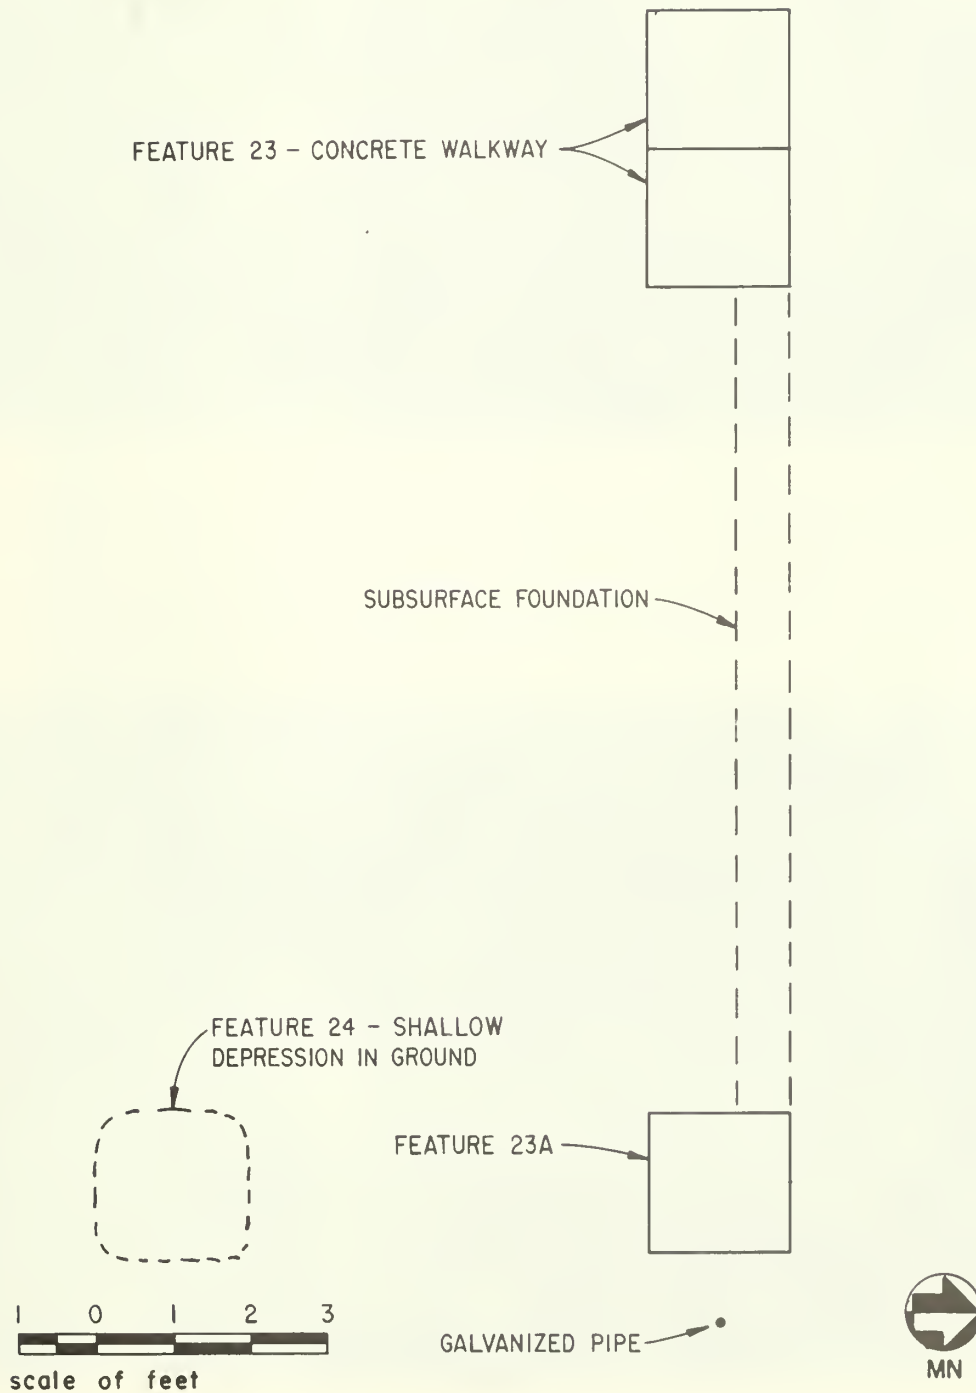 FEATURE 23 - CONCRETE WALKWAY
SUBSURFACE FOUNDATION
FEATURE 24 - SHALLOW
DEPRESSION IN GROUND
FEATURE 23A
1 0 1 2 3
scale of feet
GALVANIZED PIPE
MN